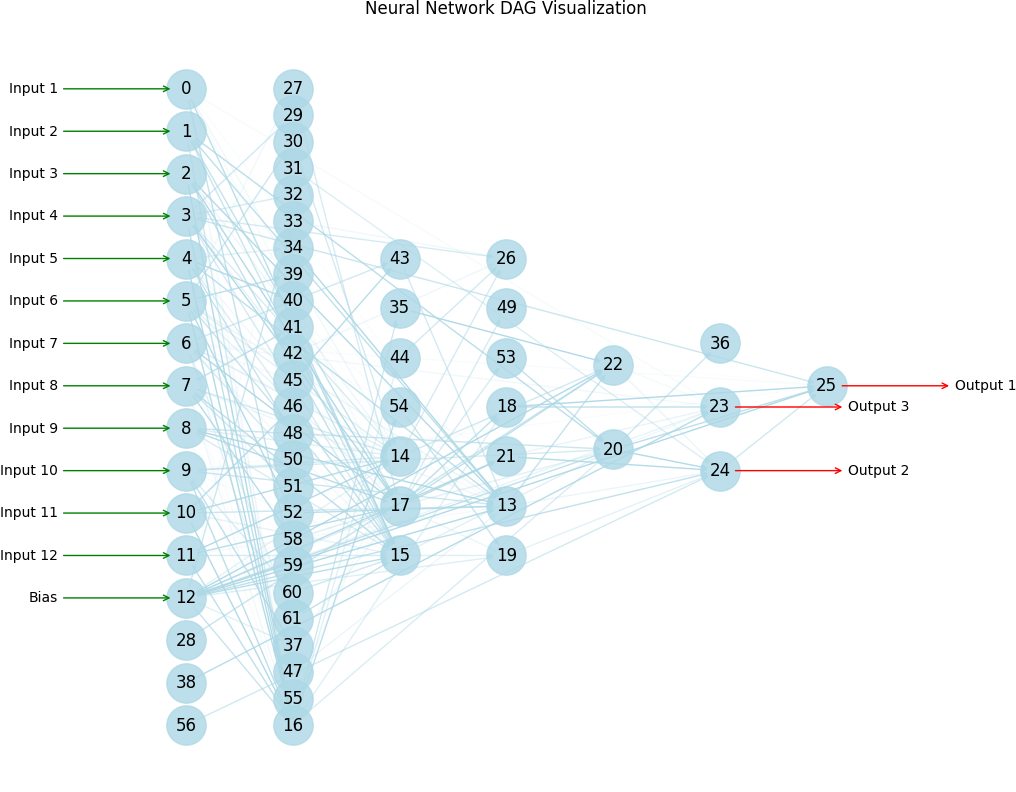 Neural Network DAG Visualization
Input 1 0 27
29
Input 2 1 30
Input 3 2 31
32
Input 4 3 33
34
Input 5 4 43 26
39
Input 6 5 40 35 49
41
Input 7 6 36
42 44 53
22
45
Input 8 7 25 Output 1
46 54 18 23 Output 3
Input 9 8 48
20
50 14 21
Input 10 9 24 Output 2
51
17 13
Input 11 10 52
58
Input 12 11 15 19
59
Bias 12 60
61
28 37
47
38
55
56 16